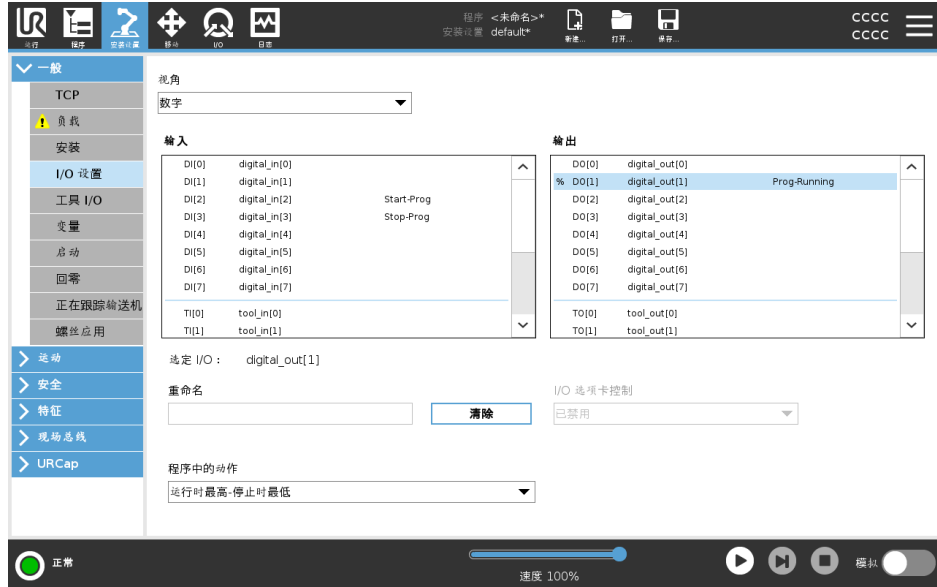 程序 <未命名>*
安装设置 default*
cccc
cccc
运行
程序
安装设置
移动
I/O
日志
新建...
打开...
保存...
一般
TCP
负载
安装
I/O 设置
工具 I/O
变量
启动
回零
正在跟踪输送机
螺丝应用
运动
安全
特征
现场总线
URCap
视角
数字
输入
DI[0] digital_in[0]
DI[1] digital_in[1]
DI[2] digital_in[2] Start-Prog
DI[3] digital_in[3] Stop-Prog
DI[4] digital_in[4]
DI[5] digital_in[5]
DI[6] digital_in[6]
DI[7] digital_in[7]
TI[0] tool_in[0]
TI[1] tool_in[1]
输出
DO[0] digital_out[0]
% DO[1] digital_out[1] Prog-Running
DO[2] digital_out[2]
DO[3] digital_out[3]
DO[4] digital_out[4]
DO[5] digital_out[5]
DO[6] digital_out[6]
DO[7] digital_out[7]
TO[0] tool_out[0]
TO[1] tool_out[1]
选定 I/O : digital_out[1]
重命名
清除
I/O 选项卡控制
已禁用
程序中的动作
运行时最高-停止时最低
正常
速度 100%
模拟